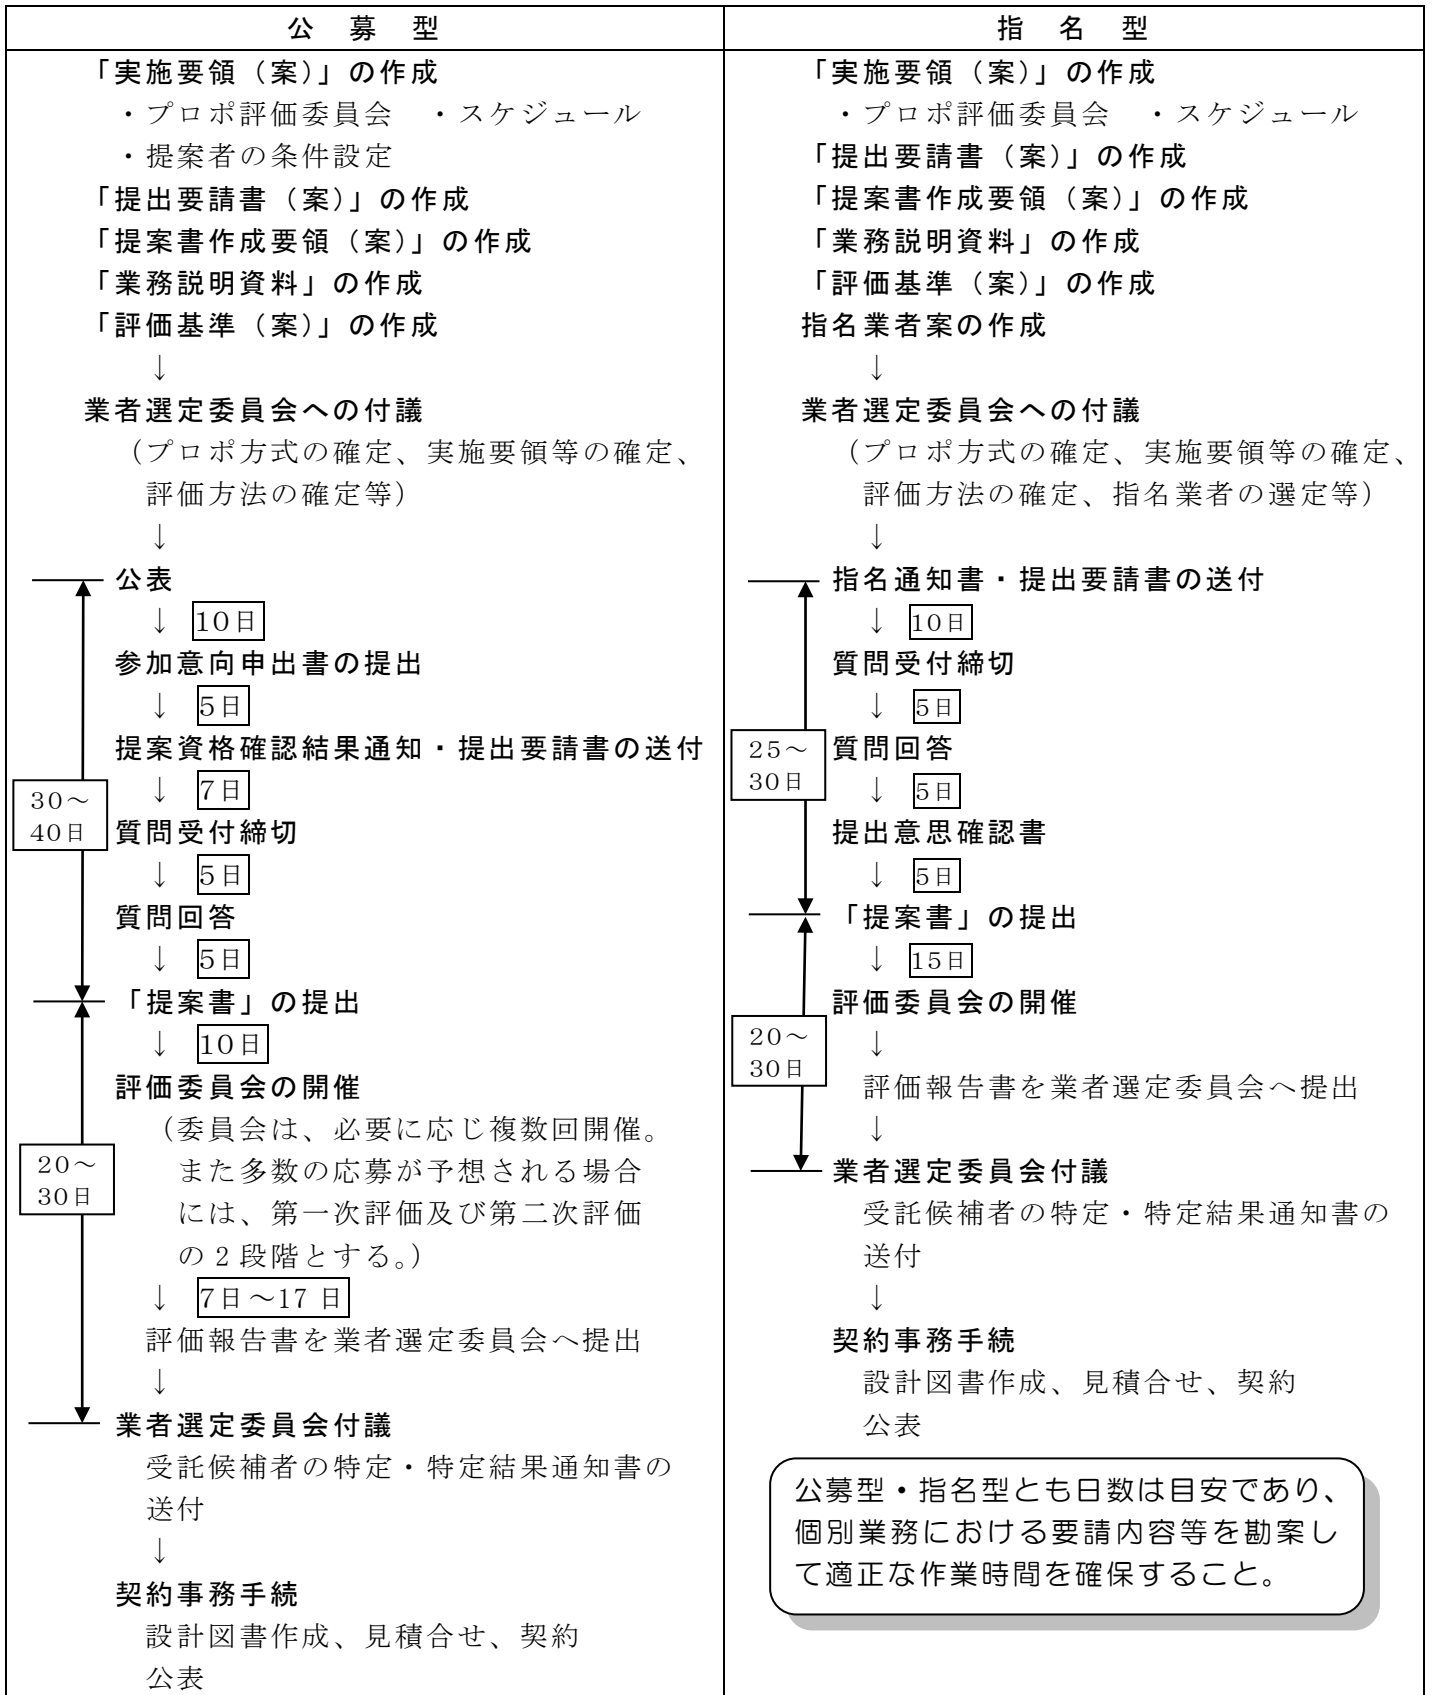 公　募　型
「実施要領（案）」の作成
・プロポ評価委員会　・スケジュール
・提案者の条件設定
「提出要請書（案）」の作成
「提案書作成要領（案）」の作成
「業務説明資料」の作成
「評価基準（案）」の作成
↓
業者選定委員会への付議
（プロポ方式の確定、実施要領等の確定、
評価方法の確定等）
↓
公表
↓ 10日
参加意向申出書の提出
↓ 5日
提案資格確認結果通知・提出要請書の送付
↓ 7日
30～
40日
質問受付締切
↓ 5日
質問回答
↓ 5日
「提案書」の提出
↓ 10日
評価委員会の開催
（委員会は、必要に応じ複数回開催。
また多数の応募が予想される場合
には、第一次評価及び第二次評価
の2段階とする。）
20～
30日
↓ 7日～17 日
評価報告書を業者選定委員会へ提出
↓
業者選定委員会付議
受託候補者の特定・特定結果通知書の
送付
↓
契約事務手続
設計図書作成、見積合せ、契約
公表
指　名　型
「実施要領（案）」の作成
・プロポ評価委員会　・スケジュール
「提出要請書（案）」の作成
「提案書作成要領（案）」の作成
「業務説明資料」の作成
「評価基準（案）」の作成
指名業者案の作成
↓
業者選定委員会への付議
（プロポ方式の確定、実施要領等の確定、
評価方法の確定、指名業者の選定等）
↓
指名通知書・提出要請書の送付
↓ 10日
質問受付締切
↓ 5日
25～
30日
質問回答
↓ 5日
提出意思確認書
↓ 5日
「提案書」の提出
↓ 15日
評価委員会の開催
20～
30日
↓
評価報告書を業者選定委員会へ提出
↓
業者選定委員会付議
受託候補者の特定・特定結果通知書の
送付
↓
契約事務手続
設計図書作成、見積合せ、契約
公表
公募型・指名型とも日数は目安であり、
個別業務における要請内容等を勘案し
て適正な作業時間を確保すること。